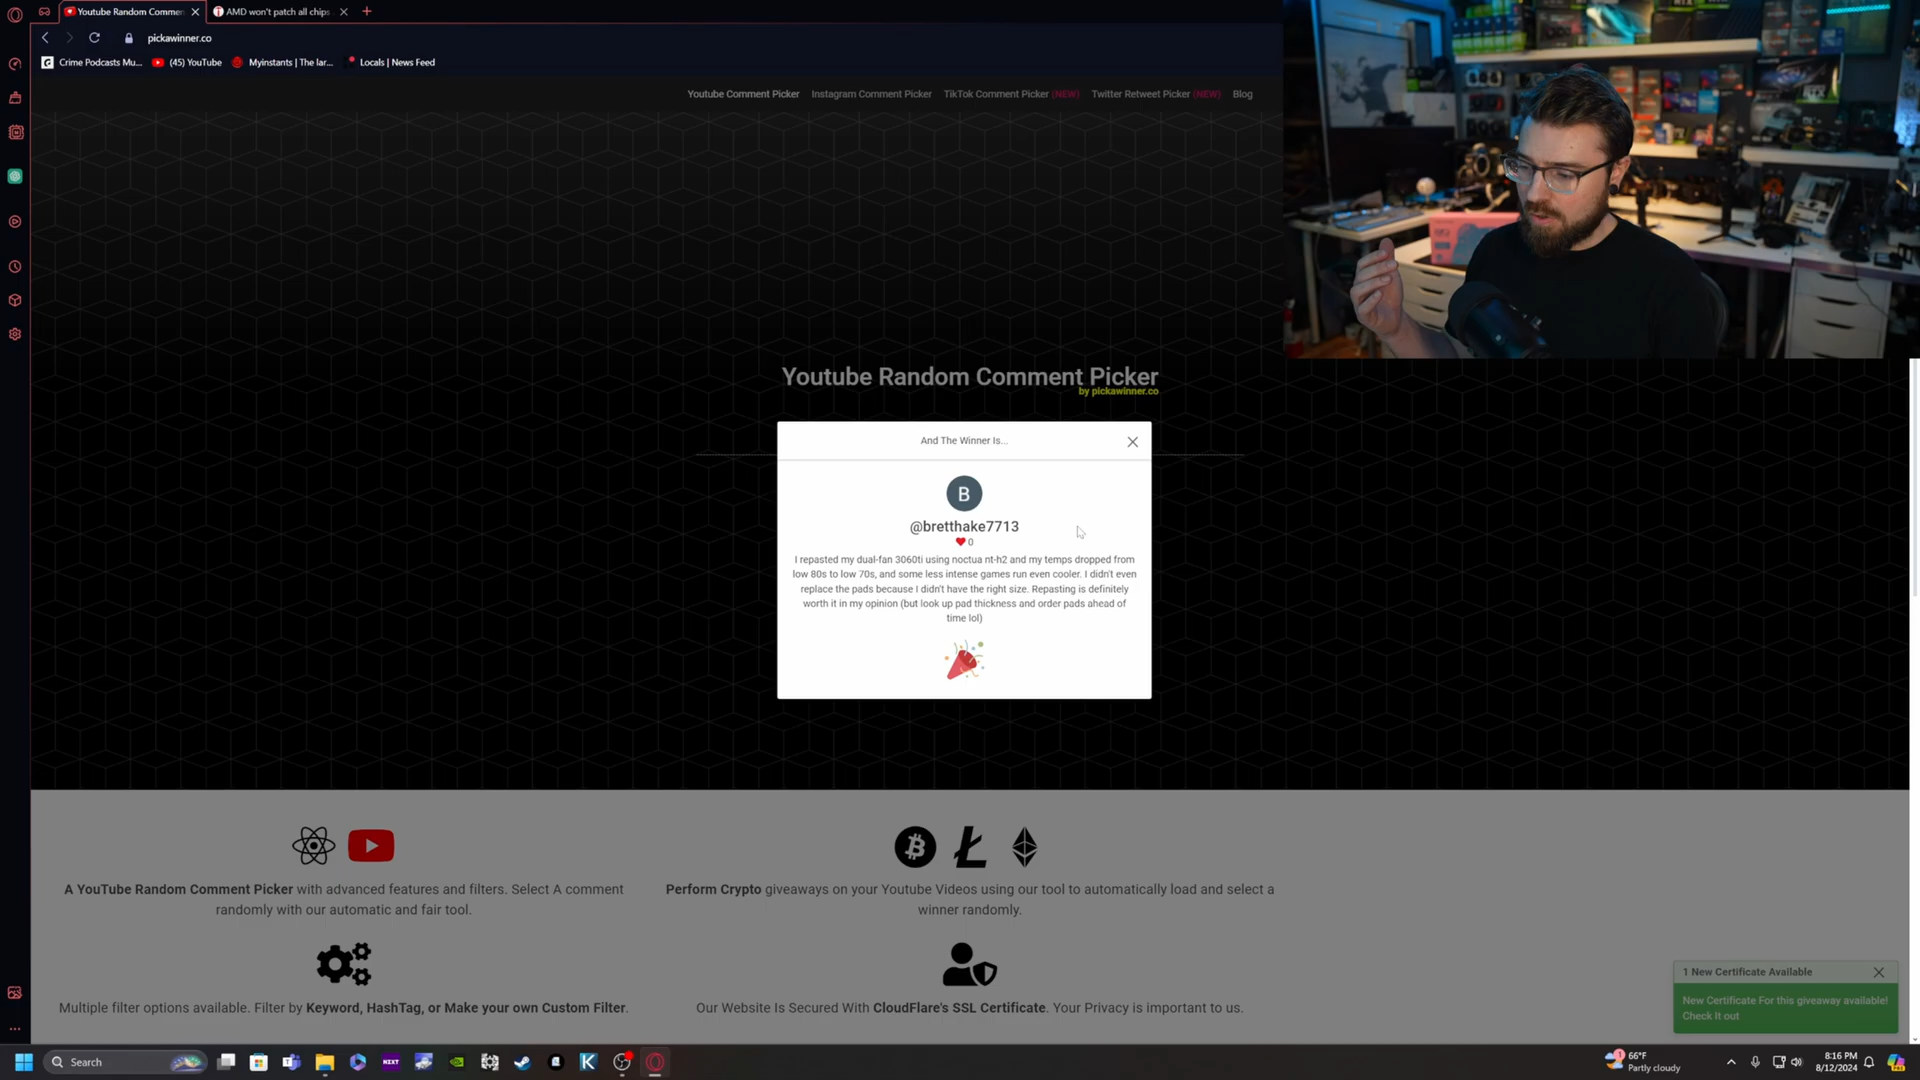 Youtube Random Commen
AMD won't patch all chips
pickawinner.co
Crime Podcasts Mu...
(45) YouTube
Myinstants | The lar...
Locals | News Feed
Youtube Comment Picker
Instagram Comment Picker
TikTok Comment Picker (NEW)
Twitter Retweet Picker (NEW)
Blog
Youtube Random Comment Picker
by pickawinner.co
And The Winner Is...
B
@bretthake7713
0
I repasted my dual-fan 3060ti using noctua nt-h2 and my temps dropped from
low 80s to low 70s, and some less intense games run even cooler. I didn't even
replace the pads because I didn't have the right size. Repasting is definitely
worth it in my opinion (but look up pad thickness and order pads ahead of
time lol)
A YouTube Random Comment Picker with advanced features and filters. Select A comment
randomly with our automatic and fair tool.
Perform Crypto giveaways on your Youtube Videos using our tool to automatically load and select a
winner randomly.
Multiple filter options available. Filter by Keyword, HashTag, or Make your own Custom Filter.
Our Website Is Secured With CloudFlare's SSL Certificate. Your Privacy is important to us.
1 New Certificate Available
New Certificate For this giveaway available!
Check It out
Search
NZXT
66°F
Partly cloudy
8:16 PM
8/12/2024